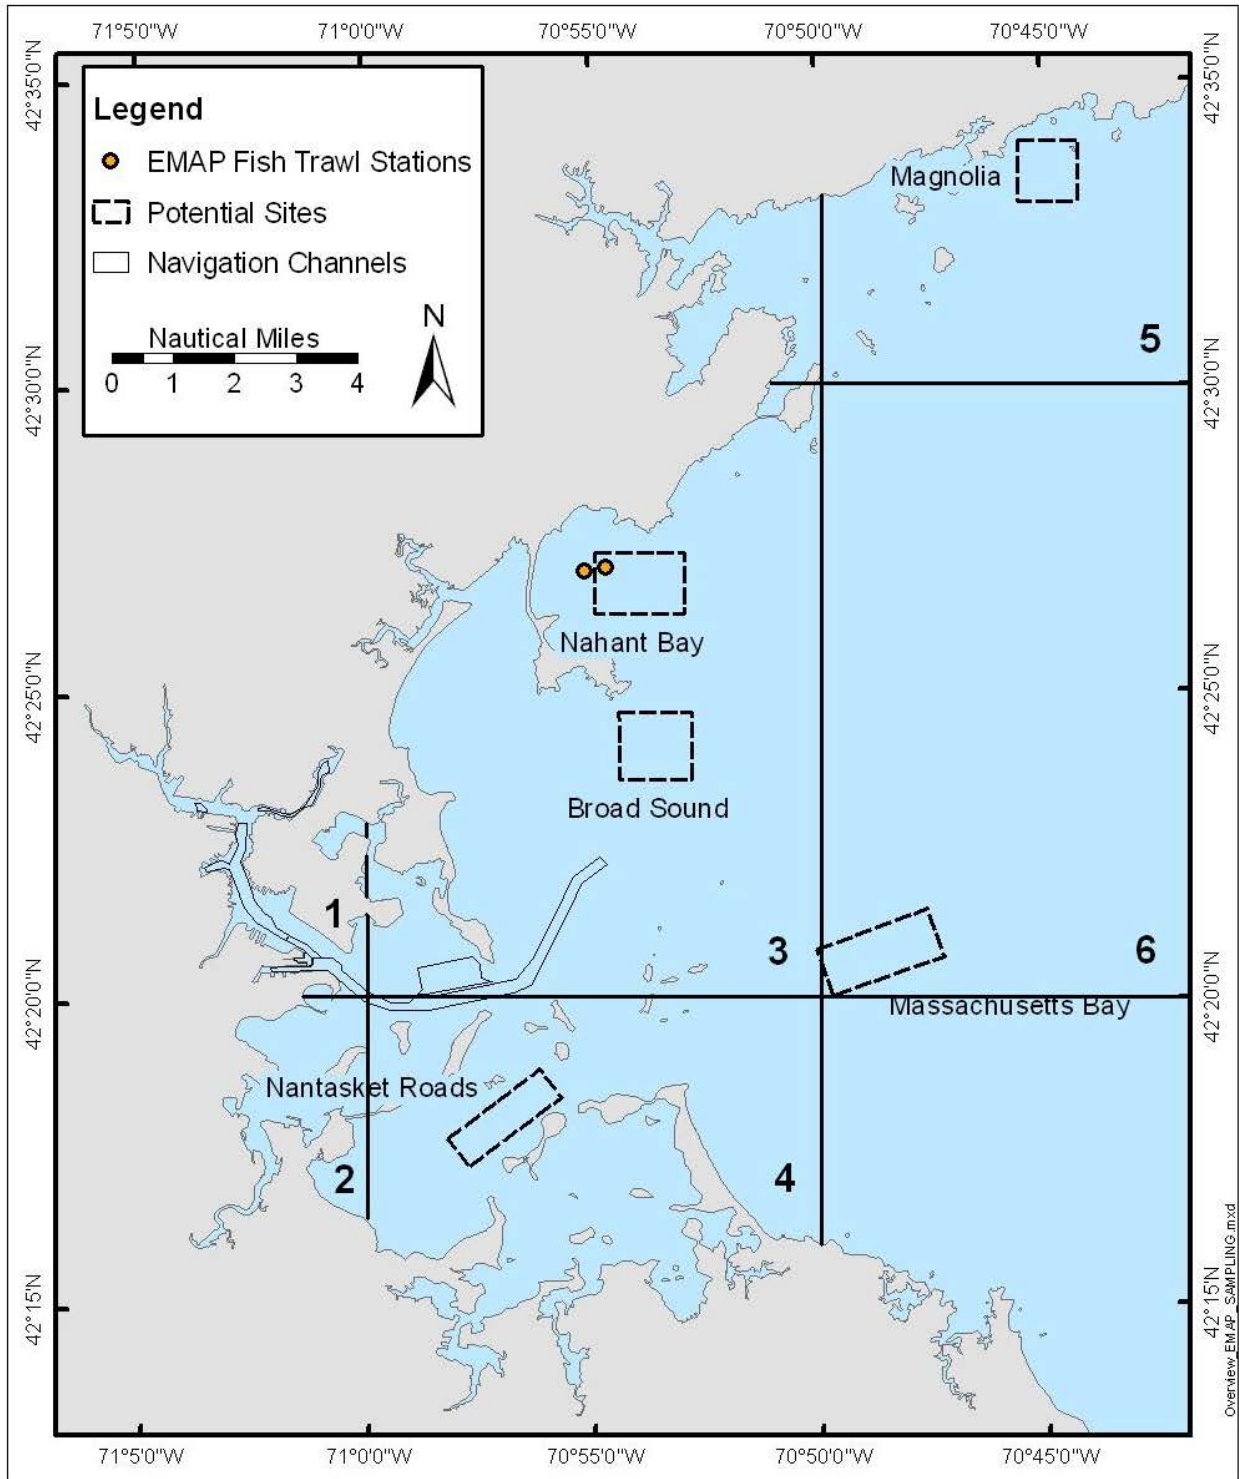 71°5'0"W 71°0'0"W 70°55'0"W 70°50'0"W 70°45'0"W
42°35'0"N
42°35'0"N
Legend
EMAP Fish Trawl Stations
Potential Sites
Navigation Channels
Nautical Miles
0 1 2 3 4
N
Magnolia
5
42°30'0"N
42°30'0"N
Nahant Bay
42°25'0"N
42°25'0"N
Broad Sound
1
3
6
42°20'0"N
42°20'0"N
Massachusetts Bay
Nantasket Roads
2
4
42°15'N
42°15'N
Overview_EMAP_SAMPLING.mxd
71°5'0"W 71°0'0"W 70°55'0"W 70°50'0"W 70°45'0"W